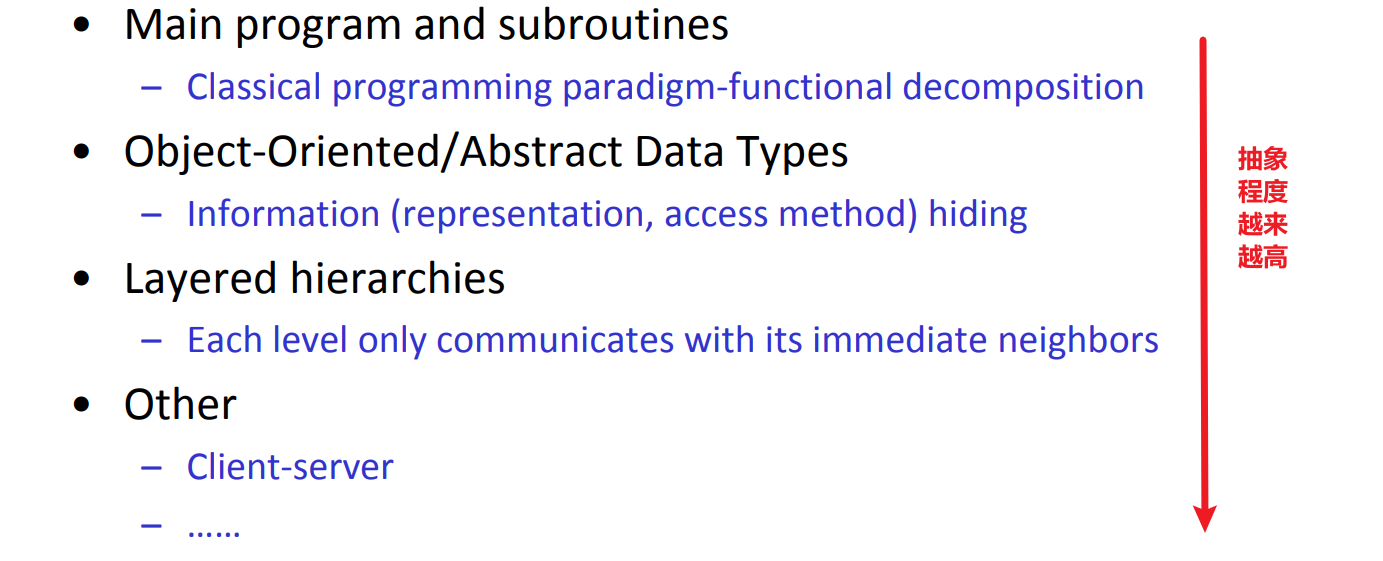 • Main program and subroutines
– Classical programming paradigm-functional decomposition
• Object-Oriented/Abstract Data Types
– Information (representation, access method) hiding
• Layered hierarchies
– Each level only communicates with its immediate neighbors
• Other
– Client-server
– ......
抽象
程度
越来
越高